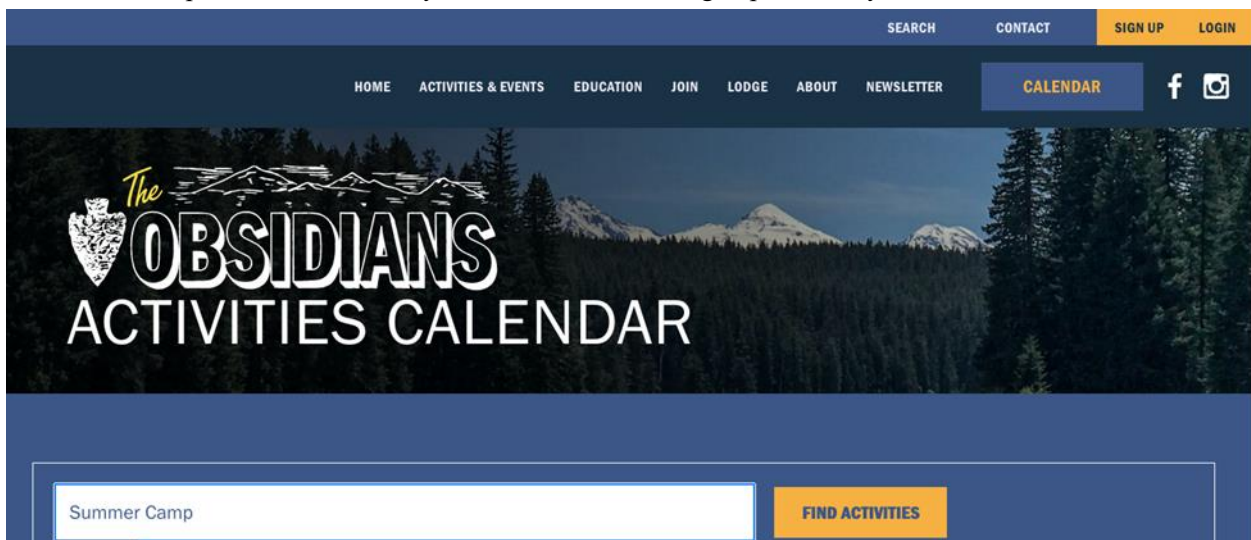 SEARCH CONTACT SIGN UP LOGIN
HOME ACTIVITIES & EVENTS EDUCATION JOIN LODGE ABOUT NEWSLETTER CALENDAR
The
OBSIDIANS
ACTIVITIES CALENDAR
Summer Camp FIND ACTIVITIES